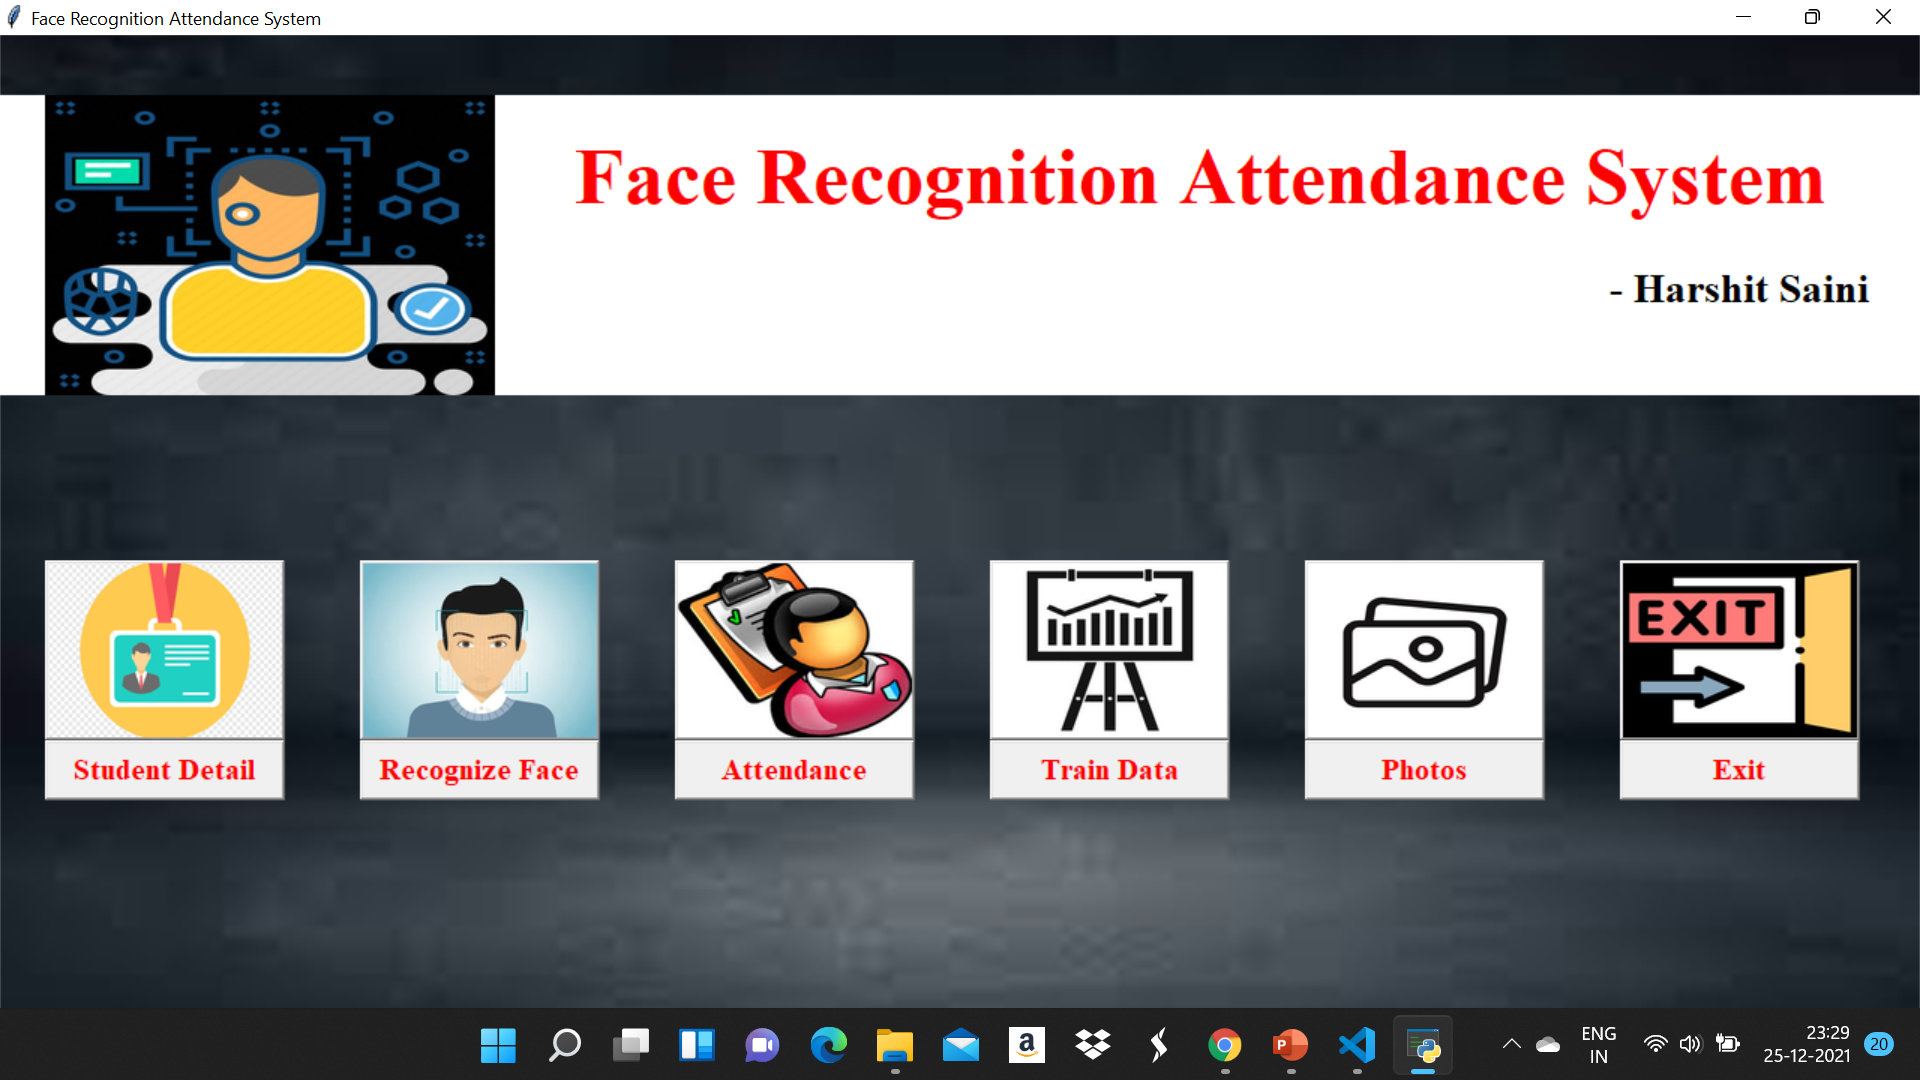 Face Recognition Attendance System
Face Recognition Attendance System
- Harshit Saini
EXIT
Student Detail
Recognize Face
Attendance
Train Data
Photos
Exit
a
P
ENG
IN
23:29
25-12-2021
20